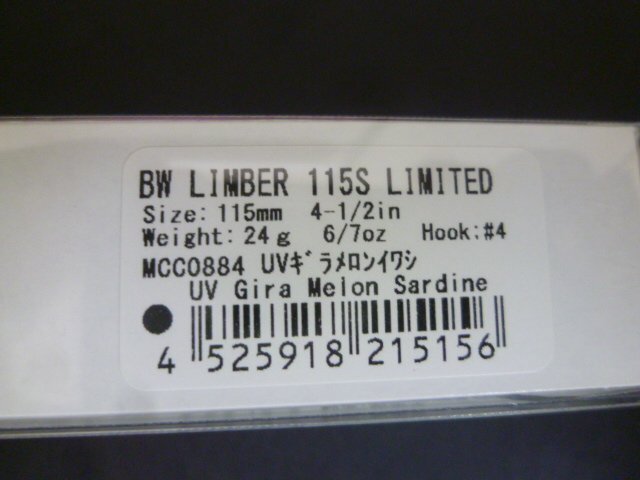 BW LIMBER 115S LIMITED
Size: 115mm 4-1/2in
Weight: 24g 6/7oz Hook:#4
MCC0884 UVｷﾞﾗﾒﾛﾝｲﾜｼ
UV Gira Melon Sardine
4 525918 215156